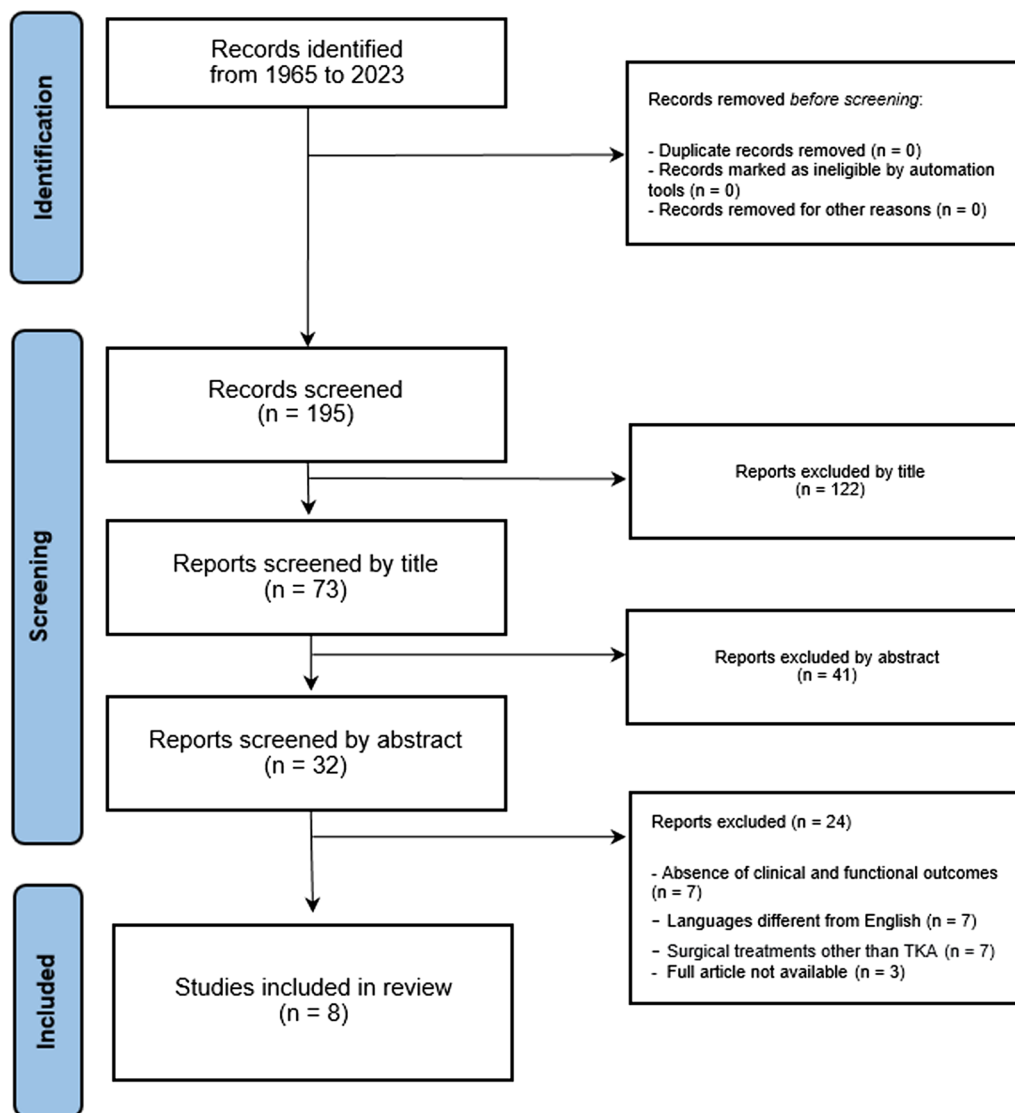 Identification
Records identified
from 1965 to 2023
Records removed before screening:
- Duplicate records removed (n = 0)
- Records marked as ineligible by automation
tools (n = 0)
- Records removed for other reasons (n = 0)
Screening
Records screened
(n = 195)
Reports excluded by title
(n = 122)
Reports screened by title
(n = 73)
Reports excluded by abstract
(n = 41)
Reports screened by abstract
(n = 32)
Reports excluded (n = 24)
- Absence of clinical and functional outcomes
(n = 7)
- Languages different from English (n = 7)
- Surgical treatments other than TKA (n = 7)
- Full article not available (n = 3)
Included
Studies included in review
(n = 8)